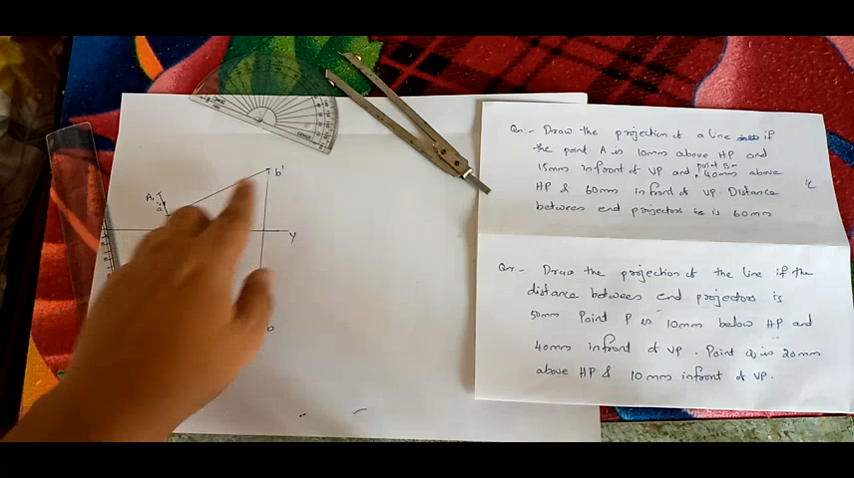 b'
A,
a'
y
b
Qn:- Draw the projection of a line if
the point A is 10mm above HP and
15mm infront of VP and point B is 40mm above
HP & 60mm infront of VP. Distance
between end projectors is 60mm
Qn:- Draw the projection of the line if the
distance between end projectors is
50mm Point P is 10mm below HP and
40mm infront of VP. Point Q is 20mm
above HP & 10mm infront of VP.